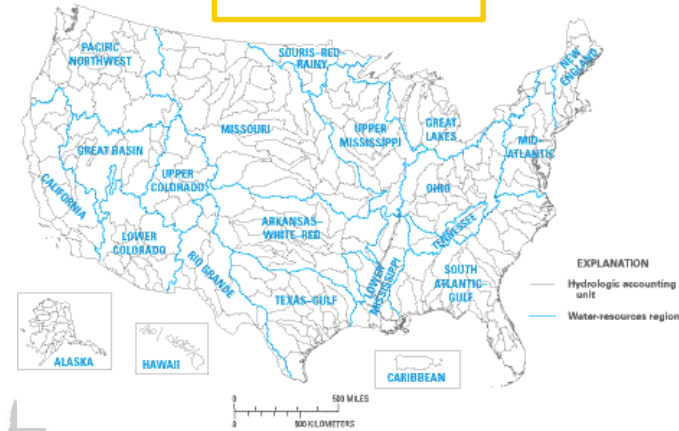 PACIFIC
NORTHWEST
SOURIS-RED-
RAINY
NEW
ENGLAND
MISSOURI
UPPER
MISSISSIPPI
GREAT
LAKES
MID-
ATLANTIC
GREAT BASIN
UPPER
COLORADO
OHIO
CALIFORNIA
ARKANSAS-
WHITE-RED
TENNESSEE
LOWER
COLORADO
RIO GRANDE
TEXAS-GULF
LOWER
MISSISSIPPI
SOUTH
ATLANTIC-
GULF
EXPLANATION
Hydrologic accounting
unit
Water-resources region
ALASKA
HAWAII
CARIBBEAN
0 500 MILES
0 500 KILOMETERS